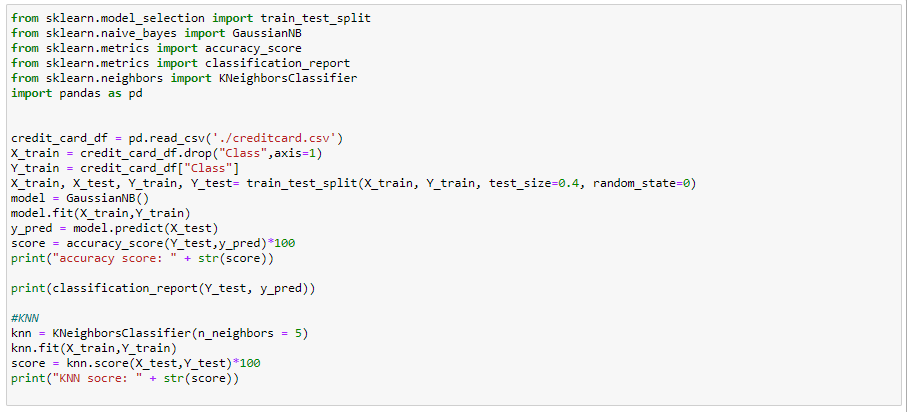 from sklearn.model_selection import train_test_split
from sklearn.naive_bayes import GaussianNB
from sklearn.metrics import accuracy_score
from sklearn.metrics import classification_report
from sklearn.neighbors import KNeighborsClassifier
import pandas as pd
credit_card_df = pd.read_csv('./creditcard.csv')
X_train = credit_card_df.drop("Class",axis=1)
Y_train = credit_card_df["Class"]
X_train, X_test, Y_train, Y_test= train_test_split(X_train, Y_train, test_size=0.4, random_state=0)
model = GaussianNB()
model.fit(X_train,Y_train)
y_pred = model.predict(X_test)
score = accuracy_score(Y_test,y_pred)*100
print("accuracy score: " + str(score))
print(classification_report(Y_test, y_pred))
#KNN
knn = KNeighborsClassifier(n_neighbors = 5)
knn.fit(X_train,Y_train)
score = knn.score(X_test,Y_test)*100
print("KNN socre: " + str(score))